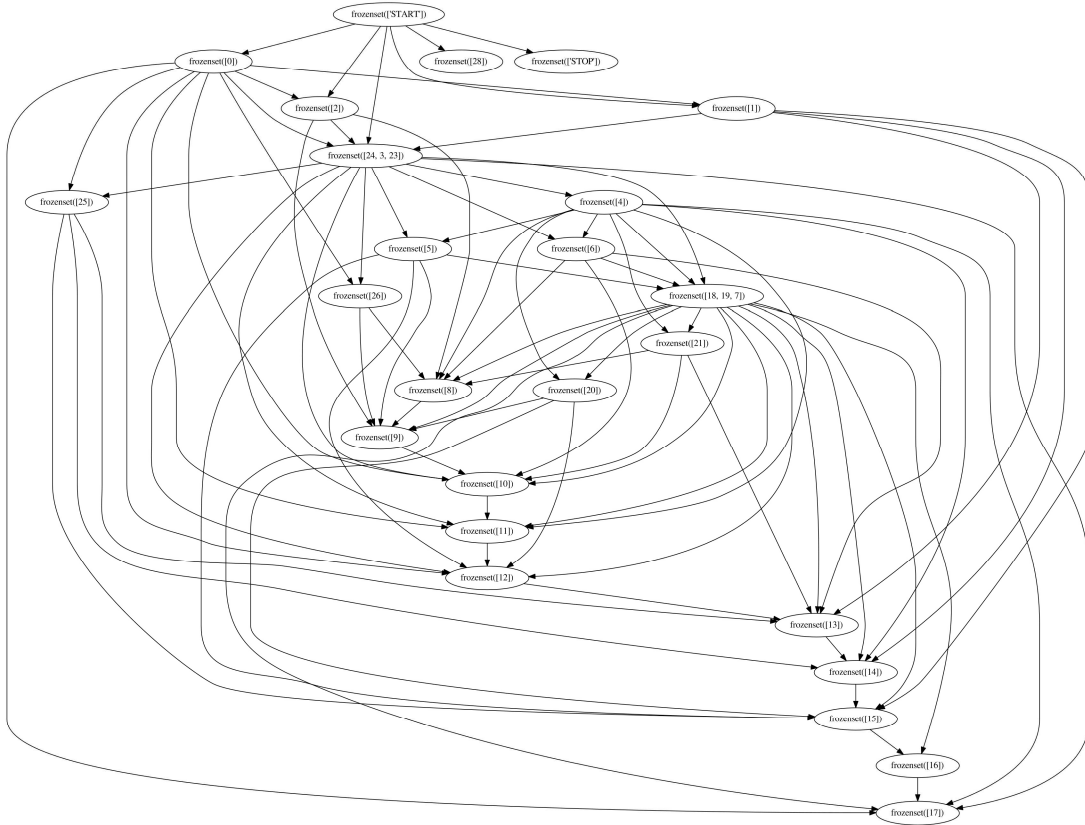 frozenset(['START'])
frozenset([0])
frozenset([28])
frozenset(['STOP'])
frozenset([2])
frozenset([1])
frozenset([24, 3, 23])
frozenset([25])
frozenset([4])
frozenset([5])
frozenset([6])
frozenset([26])
frozenset([18, 19, 7])
frozenset([21])
frozenset([8])
frozenset([20])
frozenset([9])
frozenset([10])
frozenset([11])
frozenset([12])
frozenset([13])
frozenset([14])
frozenset([15])
frozenset([16])
frozenset([17])